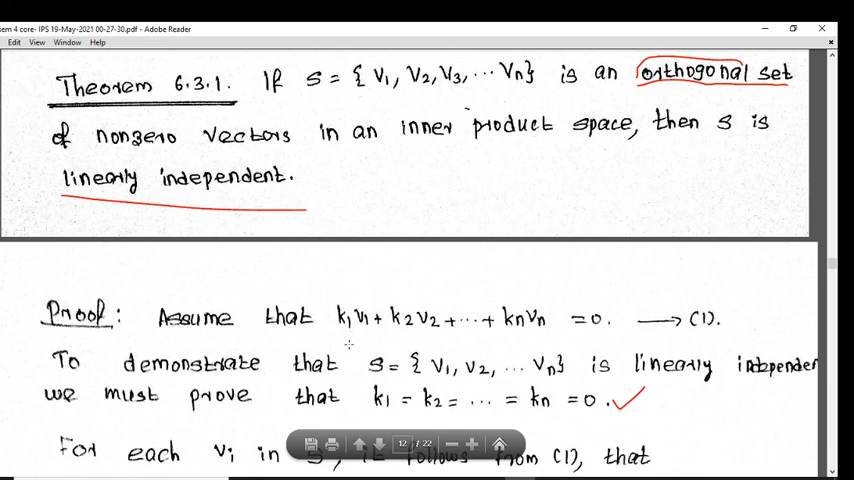 sem 4 core- IPS 19-May-2021 00-27-30.pdf - Adobe Reader
Edit View Window Help
Theorem 6.3.1. If S = { V1, V2, V3, ... Vn} is an orthogonal set
of nonzero vectors in an inner product space, then S is
linearly independent.
Proof: Assume that k1v1 + k2v2 + ... + knvn = 0. ⟶ (1).
To demonstrate that S = { V1, V2, ... Vn} is linearly independen
we must prove that k1 = k2 = ... = kn = 0. ✓
12 / 22
For each vi in S, it follows from (1), that